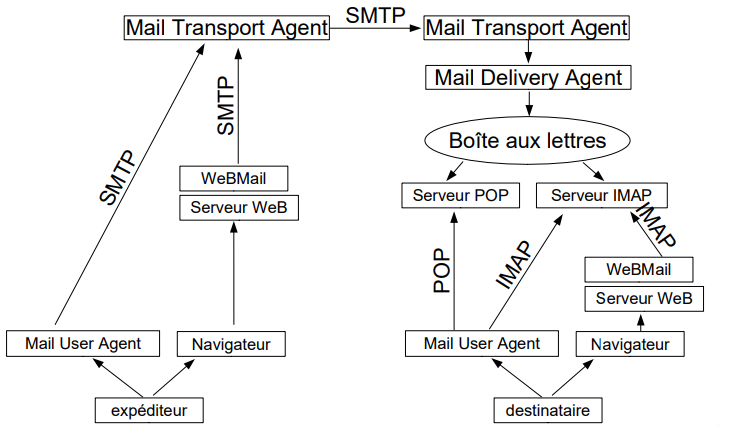 SMTP
Mail Transport Agent
Mail Transport Agent
Mail Delivery Agent
SMTP
SMTP
Boîte aux lettres
WeBMail
Serveur WeB
Serveur POP
Serveur IMAP
POP
IMAP
IMAP
WeBMail
Serveur WeB
Mail User Agent
Navigateur
Mail User Agent
Navigateur
expéditeur
destinataire